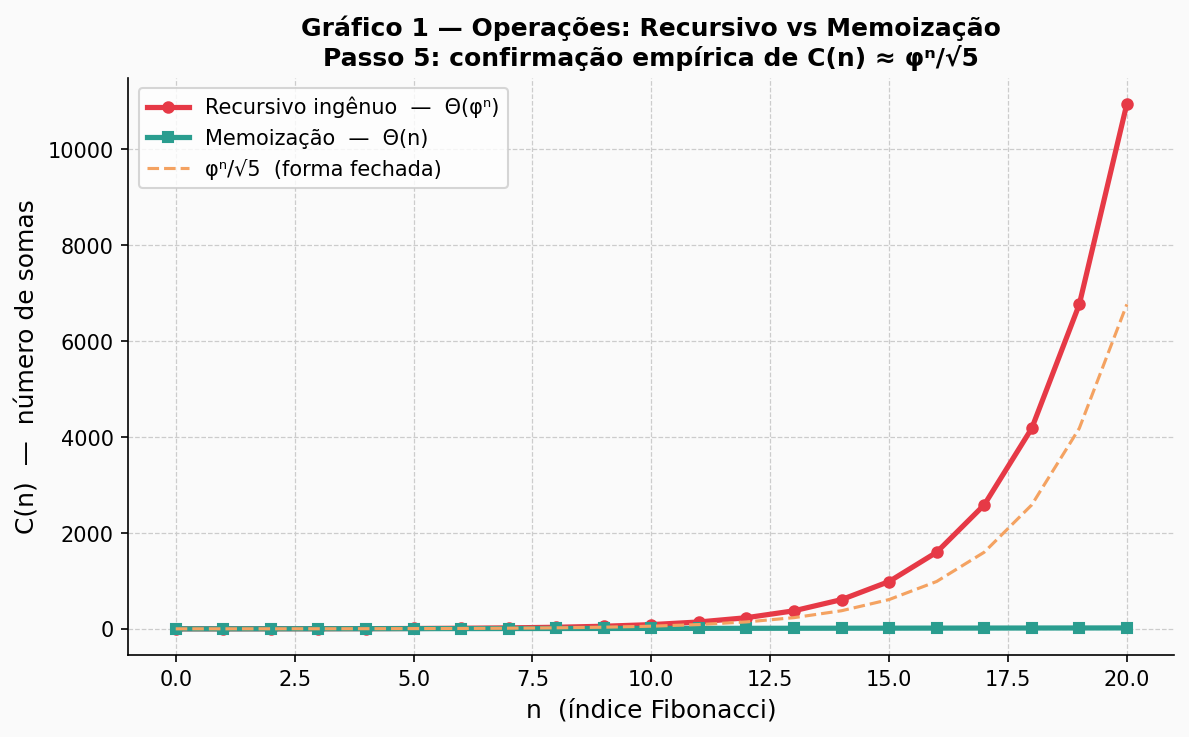 Gráfico 1 — Operações: Recursivo vs Memoização
Passo 5: confirmação empírica de C(n) ≈ φⁿ/√5
Recursivo ingênuo — Θ(φⁿ)
Memoização — Θ(n)
φⁿ/√5 (forma fechada)
C(n) — número de somas
10000
8000
6000
4000
2000
0
0.0 2.5 5.0 7.5 10.0 12.5 15.0 17.5 20.0
n (índice Fibonacci)